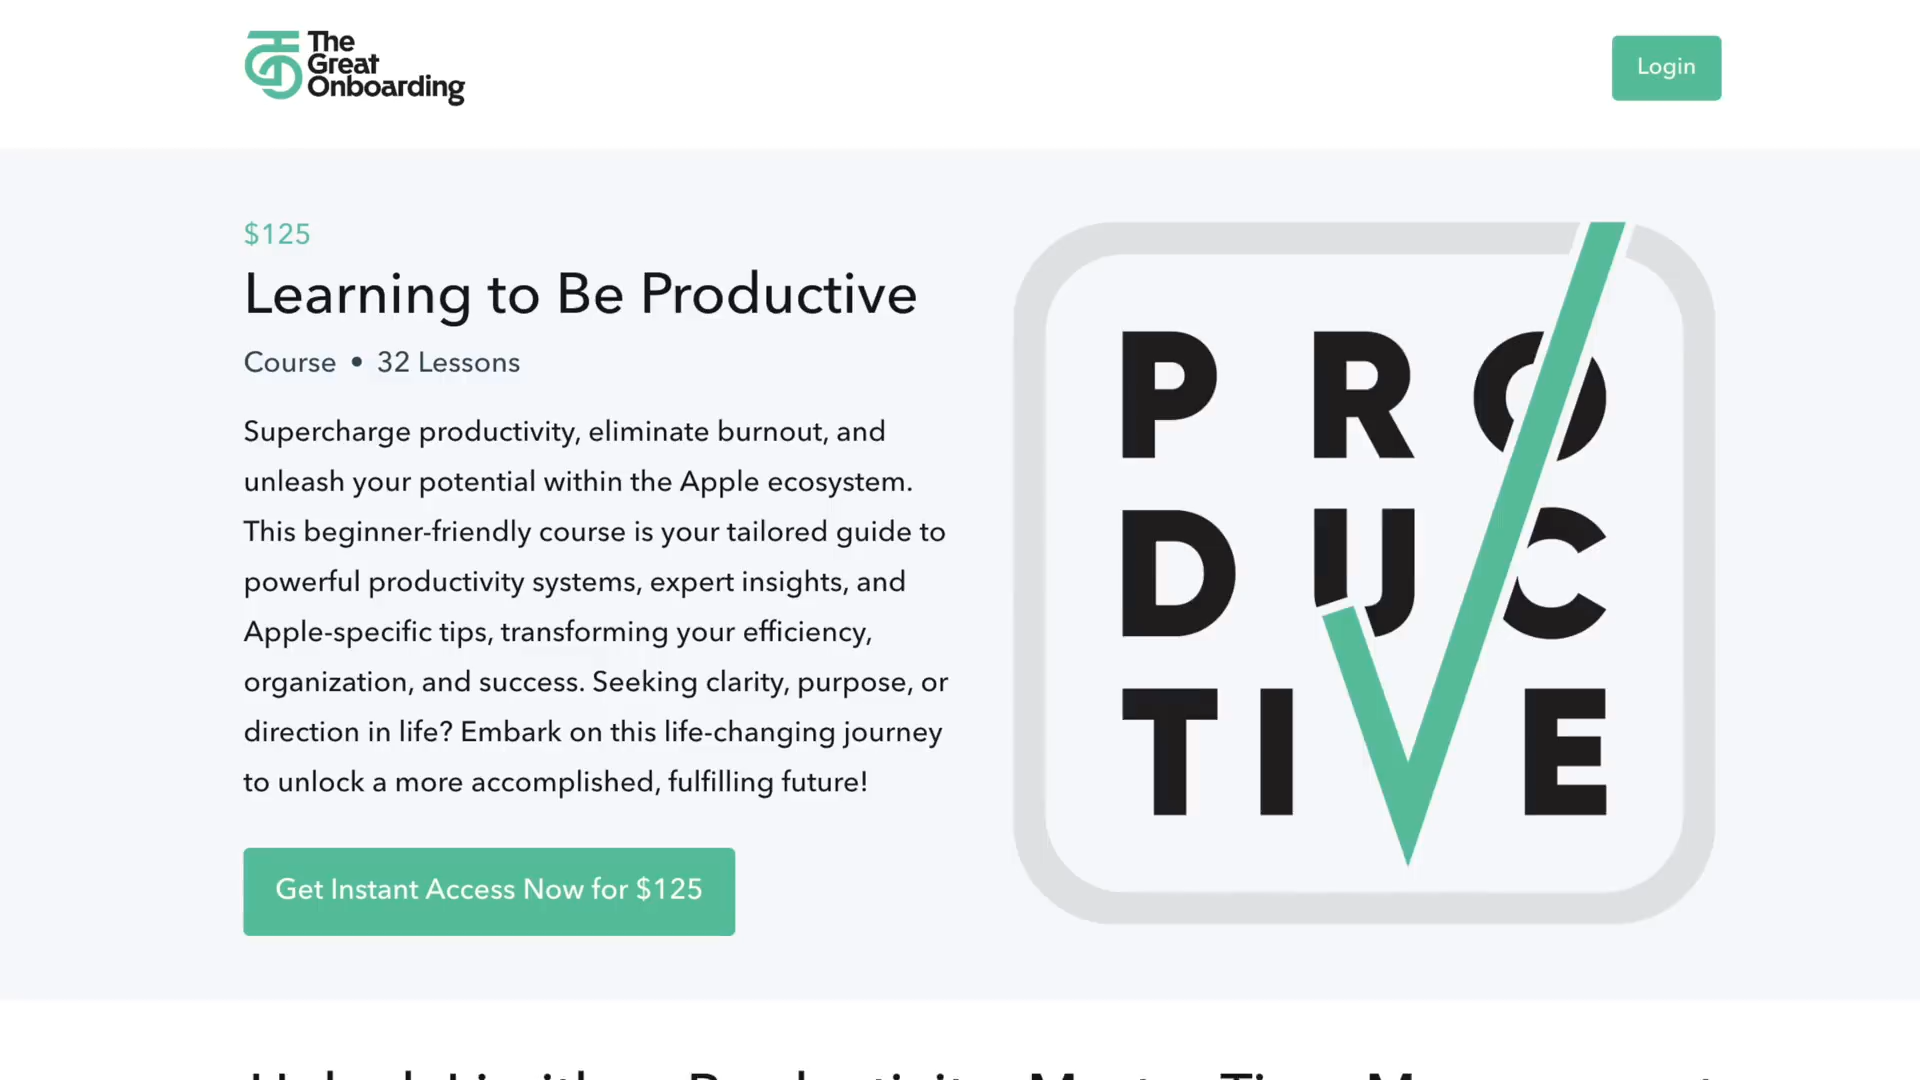 The
Great
Onboarding
Login
$125
Learning to Be Productive
Course • 32 Lessons
Supercharge productivity, eliminate burnout, and
unleash your potential within the Apple ecosystem.
This beginner-friendly course is your tailored guide to
powerful productivity systems, expert insights, and
Apple-specific tips, transforming your efficiency,
organization, and success. Seeking clarity, purpose, or
direction in life? Embark on this life-changing journey
to unlock a more accomplished, fulfilling future!
Get Instant Access Now for $125
PRO
DUC
TIVE